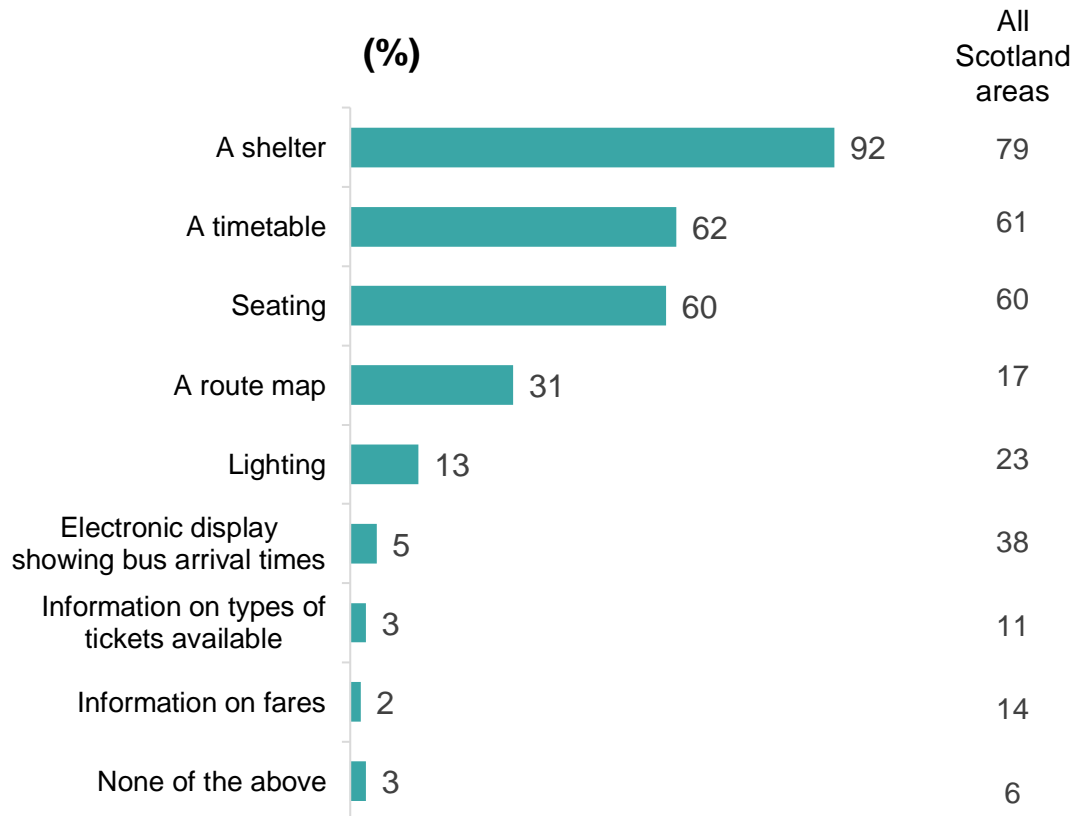 (%)
All
Scotland
areas
A shelter 92 79
A timetable 62 61
Seating 60 60
A route map 31 17
Lighting 13 23
Electronic display
showing bus arrival times 5 38
Information on types of
tickets available 3 11
Information on fares 2 14
None of the above 3 6